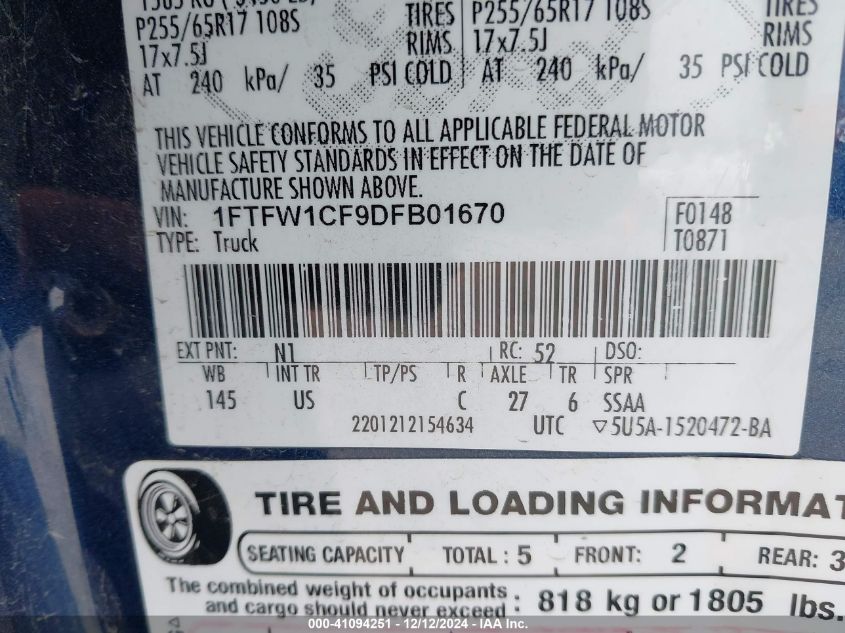 P255/65R17 108S TIRES P255/65R17 108S TIRES
17x7.5J RIMS 17x7.5J RIMS
AT 240 kPa/ 35 PSI COLD AT 240 kPa/ 35 PSI COLD
THIS VEHICLE CONFORMS TO ALL APPLICABLE FEDERAL MOTOR
VEHICLE SAFETY STANDARDS IN EFFECT ON THE DATE OF
MANUFACTURE SHOWN ABOVE.
VIN: 1FTFW1CF9DFB01670 F0148
TYPE: Truck T0871
EXT PNT: N1 RC: 52 DSO:
WB INT TR TP/PS R AXLE TR SPR
145 US C 27 6 SSAA
2201212154634 UTC ▽5U5A-1520472-BA
TIRE AND LOADING INFORMAT
SEATING CAPACITY TOTAL : 5 FRONT: 2 REAR: 3
The combined weight of occupants
and cargo should never exceed : 818 kg or 1805 lbs.
000-41094251 - 12/12/2024 - IAA Inc.